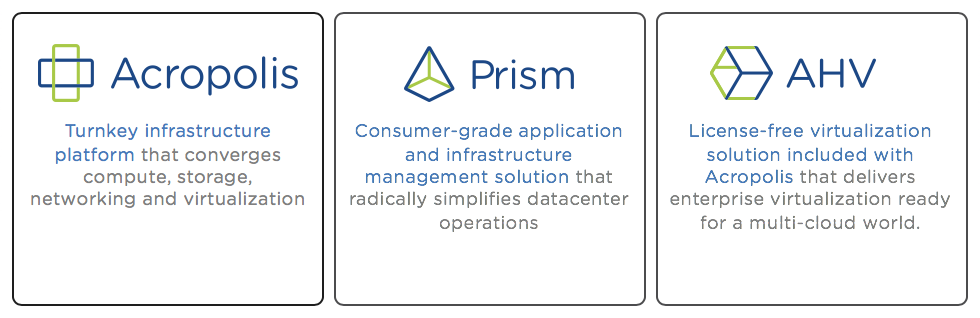 Acropolis
Turnkey infrastructure
platform that converges
compute, storage,
networking and virtualization
Prism
Consumer-grade application
and infrastructure
management solution that
radically simplifies datacenter
operations
AHV
License-free virtualization
solution included with
Acropolis that delivers
enterprise virtualization ready
for a multi-cloud world.